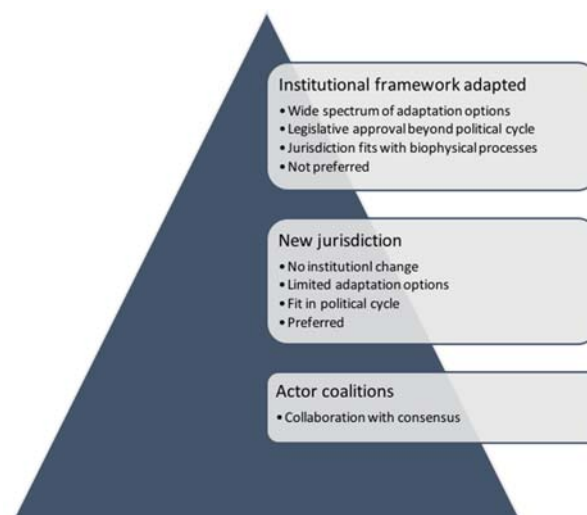 Institutional framework adapted
• Wide spectrum of adaptation options
• Legislative approval beyond political cycle
• Jurisdiction fits with biophysical processes
• Not preferred
New jurisdiction
• No institutionl change
• Limited adaptation options
• Fit in political cycle
• Preferred
Actor coalitions
• Collaboration with consensus